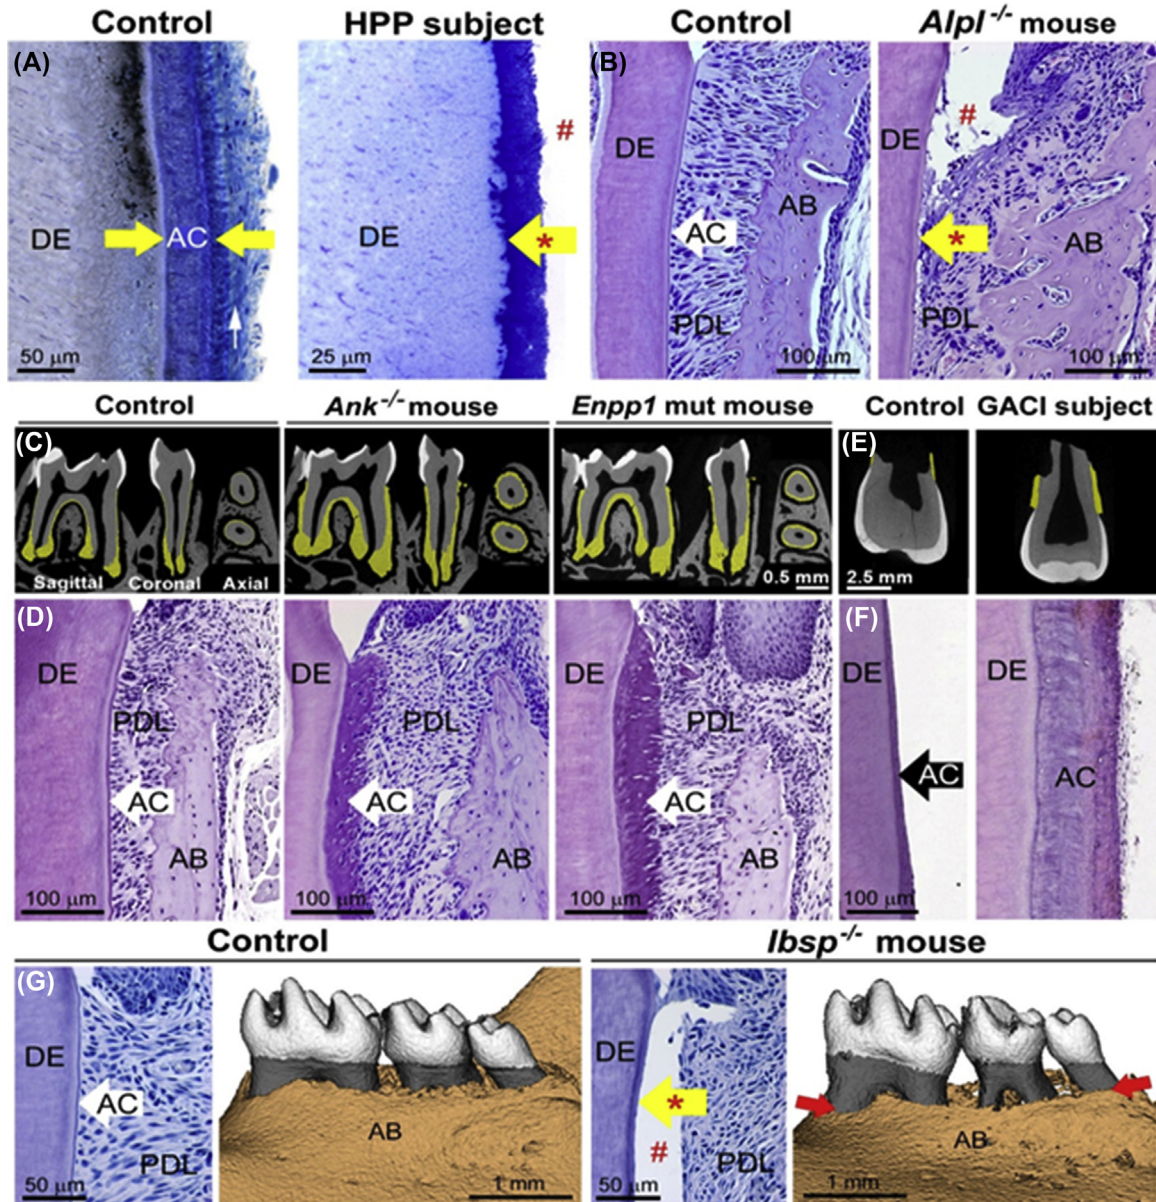 Control HPP subject Control Alpl-/- mouse
(A) (B)
# #
DE AC DE * DE AC AB DE * AB
PDL PDL
50 µm 25 µm 100 µm 100 µm
Control Ank-/- mouse Enpp1 mut mouse Control GACI subject
(C) (E)
Sagittal Coronal Axial 0.5 mm 2.5 mm
(D) (F)
DE PDL PDL PDL DE DE
AC AC AC AC AC
AB AB AB
100 µm 100 µm 100 µm 100 µm
Control Ibsp-/- mouse
(G)
DE DE
AC *
AB # AB
PDL PDL
50 µm 1 mm 50 µm 1 mm